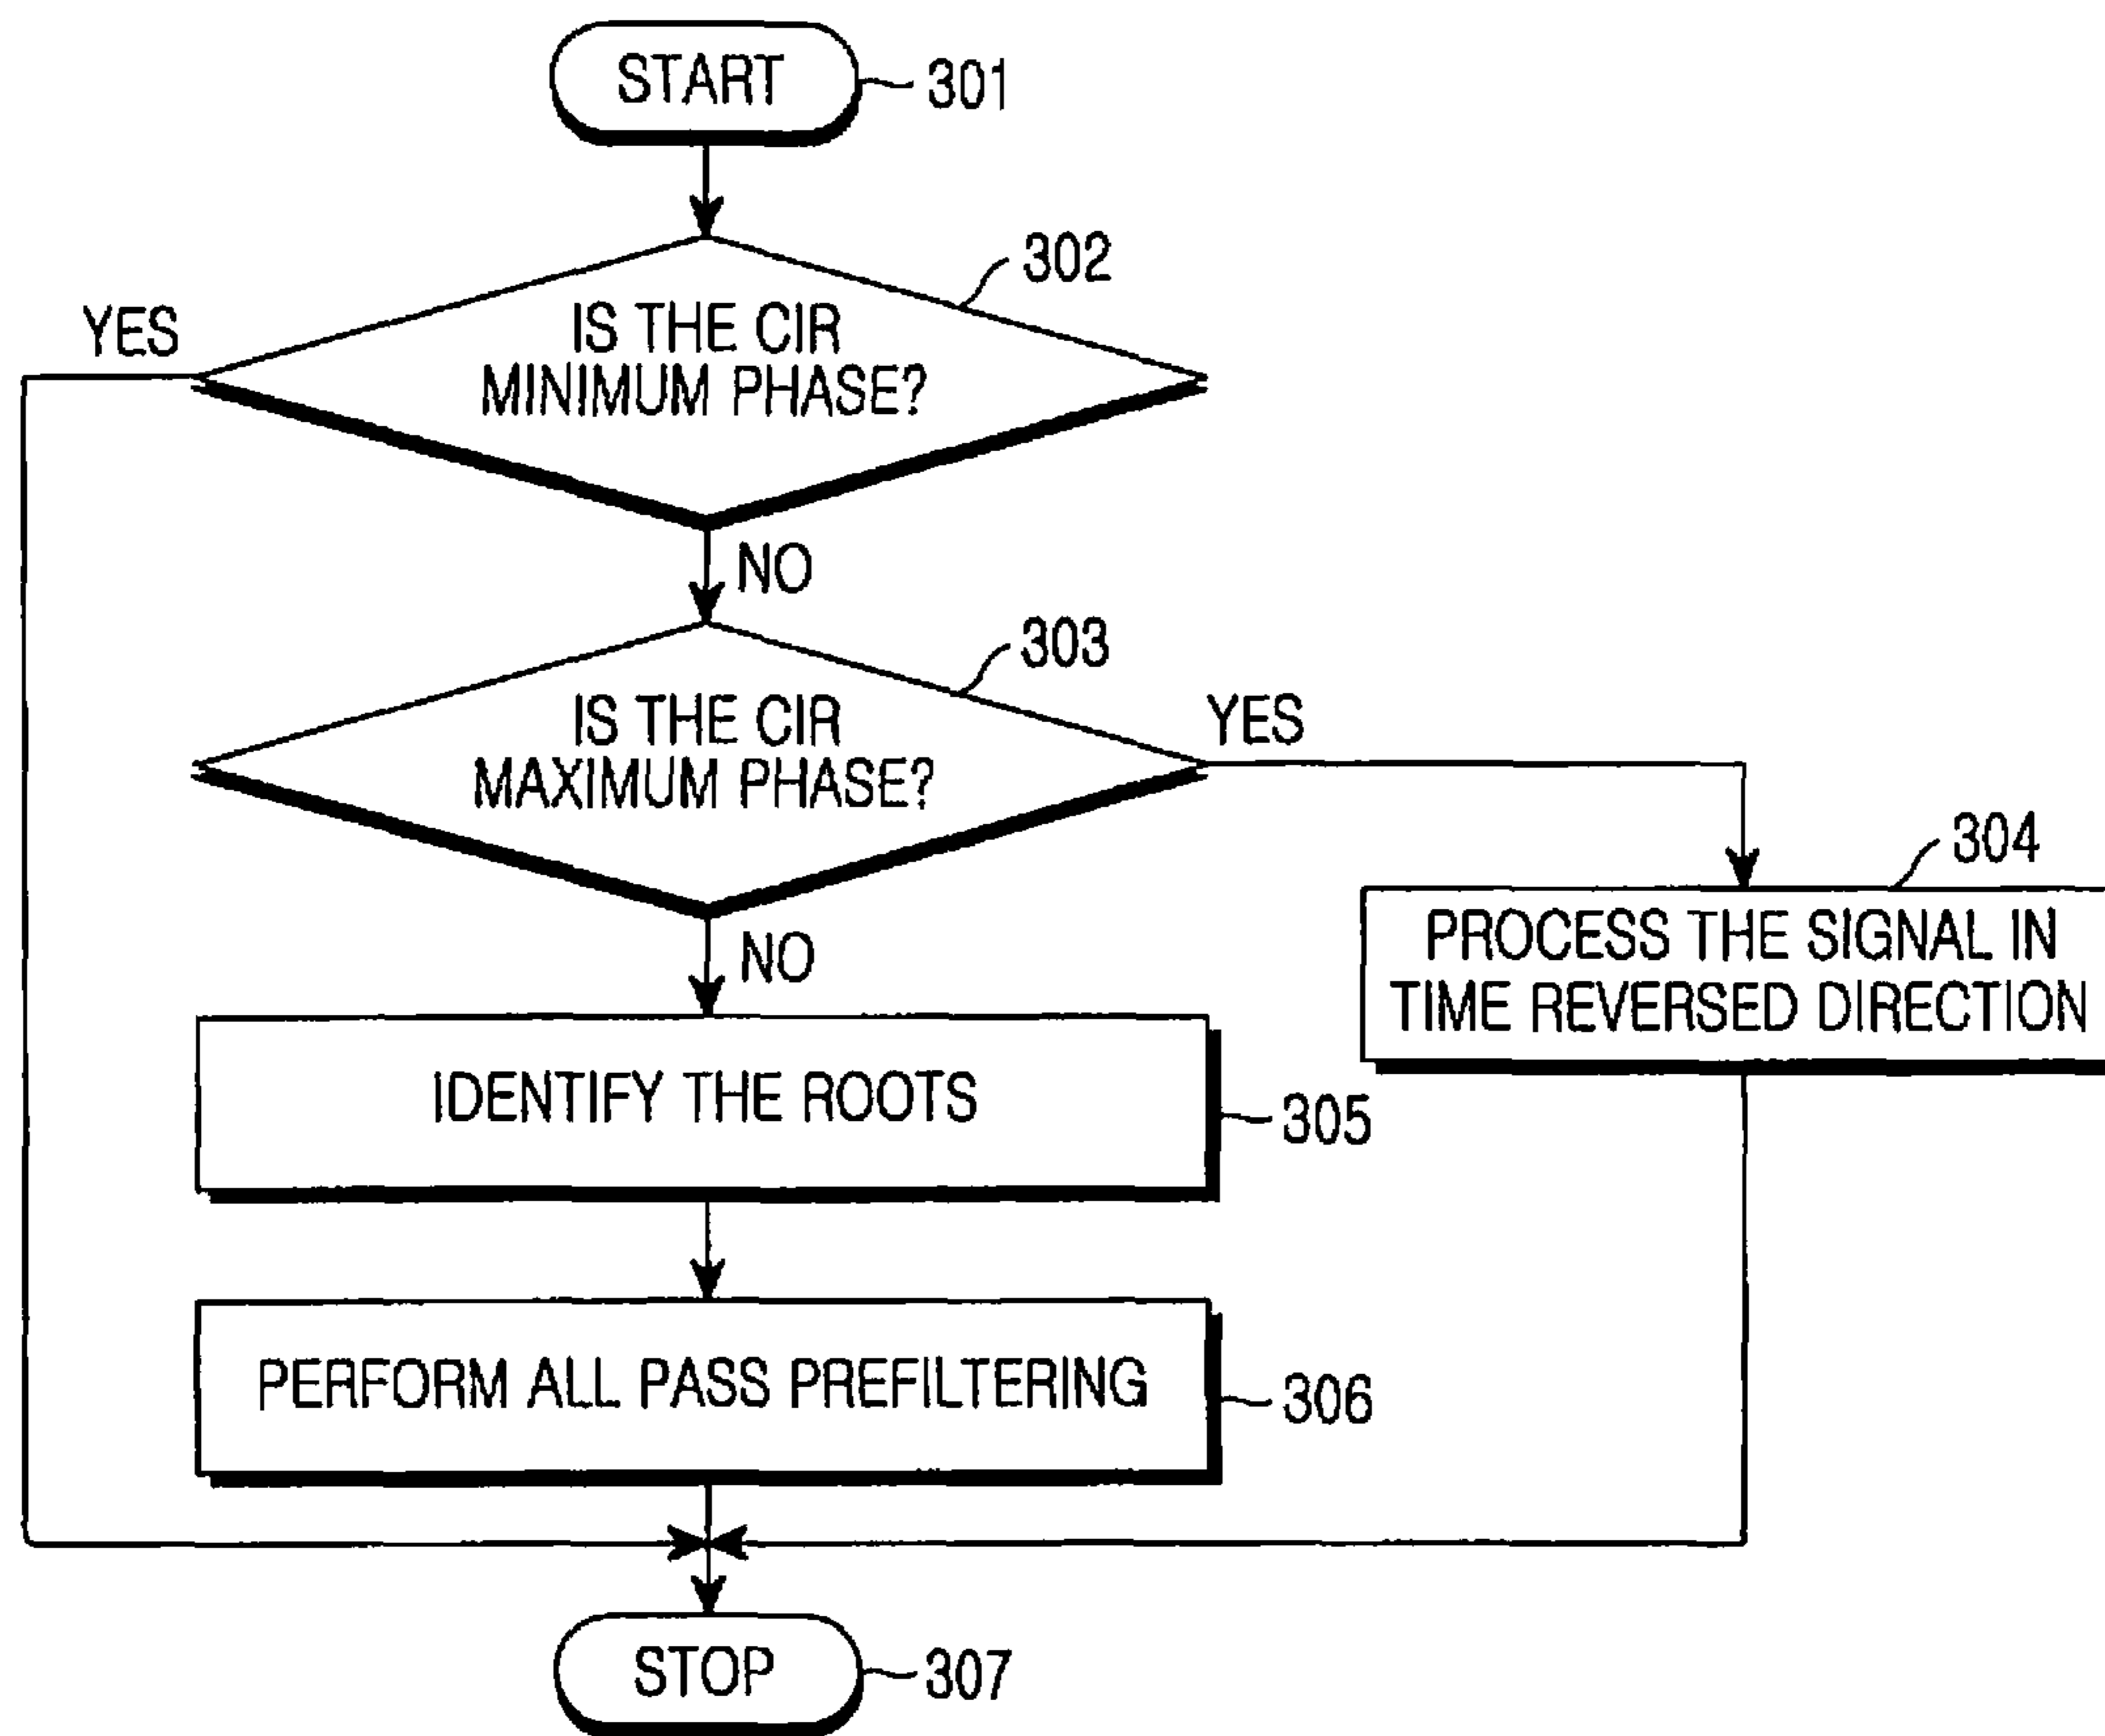 START
301
302
YES
IS THE CIR
MINIMUM PHASE?
NO
303
IS THE CIR
MAXIMUM PHASE?
YES
304
PROCESS THE SIGNAL IN
TIME REVERSED DIRECTION
NO
IDENTIFY THE ROOTS
305
PERFORM ALL PASS PREFILTERING
306
STOP
307